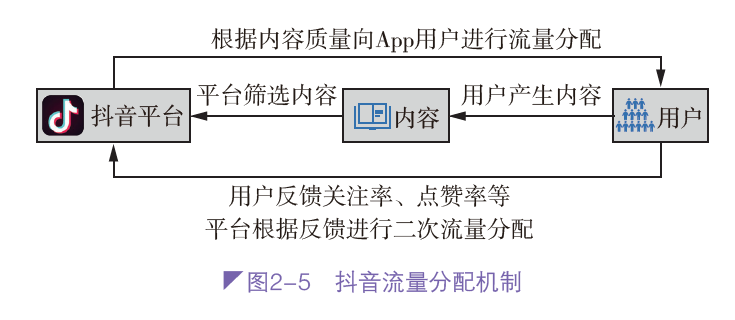 根据内容质量向App用户进行流量分配
抖音平台
平台筛选内容
内容
用户产生内容
用户
用户反馈关注率、点赞率等
平台根据反馈进行二次流量分配
图2-5 抖音流量分配机制